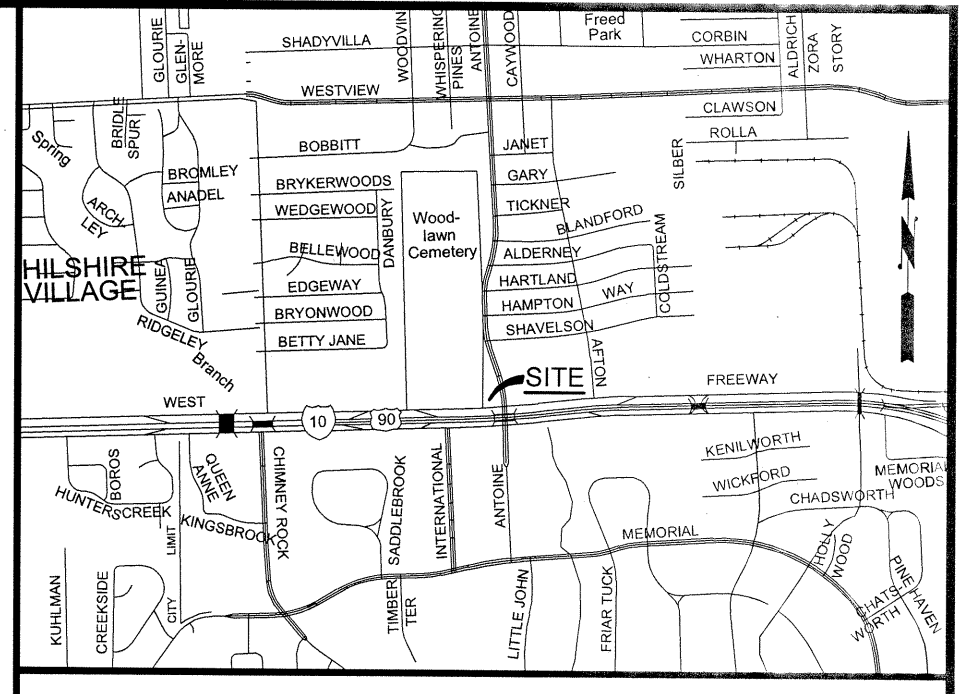 GLOURIE
GLEN-
MORE
SHADYVILLA
WOODVIN
WHISPERING
PINES
ANTOINE
CAYWOOD
Freed
Park
CORBIN
WHARTON
ALDRICH
ZORA
STORY
WESTVIEW
CLAWSON
ROLLA
Spring
BRIDLE
SPUR
BOBBITT
JANET
SILBER
BROMLEY
ANADEL
BRYKERWOODS
GARY
ARCH
LEY
WEDGEWOOD
DANBURY
Wood-
lawn
Cemetery
TICKNER
BLANDFORD
COLDSTREAM
N
BELLEWOOD
ALDERNEY
HILSHIRE
VILLAGE
GUINEA
GLOURIE
EDGEWAY
HARTLAND
HAMPTON WAY
BRYONWOOD
SHAVELSON
RIDGELEY
BETTY JANE
Branch
AFTON
SITE
FREEWAY
WEST
10
90
BOROS
QUEEN
ANNE
CHIMNEY ROCK
SADDLEBROOK
INTERNATIONAL
ANTOINE
KENILWORTH
WICKFORD
MEMORIAL
WOODS
HUNTERSCREEK
KINGSBROOK
CHADSWORTH
CITY LIMIT
MEMORIAL
HOLLY
WOOD
KUHLMAN
CREEKSIDE
TIMBER
TER
LITTLE JOHN
FRIAR TUCK
CHATS-
WORTH
PINE HAVEN